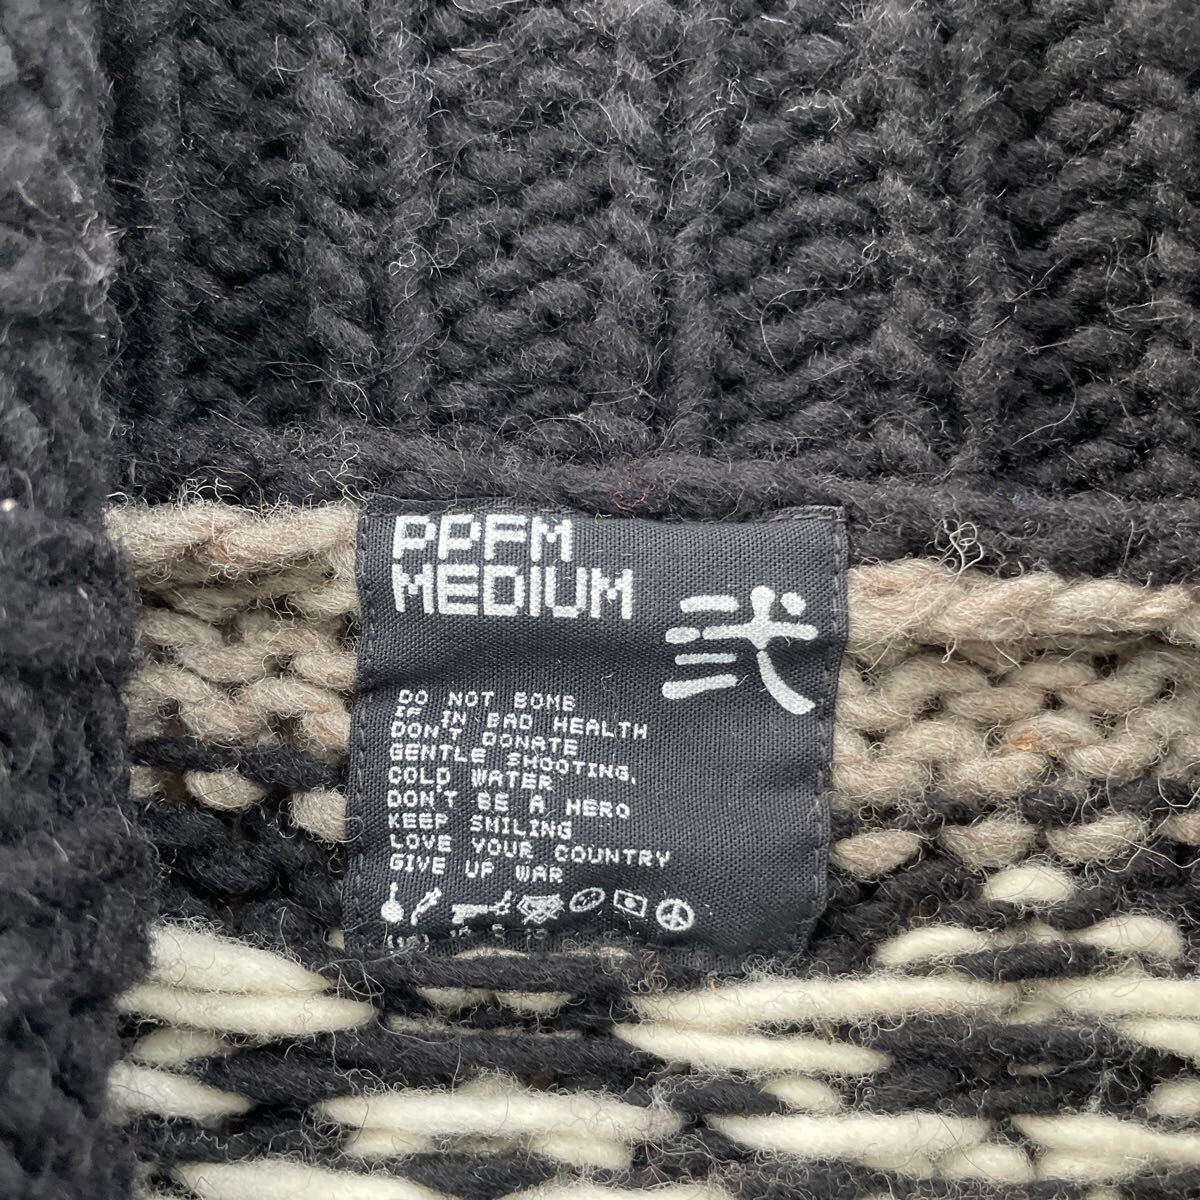 PPFM
MEDIUM
弐
DO NOT BOMB
IF IN BAD HEALTH
DON'T DONATE
GENTLE SHOOTING.
COLD WATER
DON'T BE A HERO
KEEP SMILING
LOVE YOUR COUNTRY
GIVE UP WAR